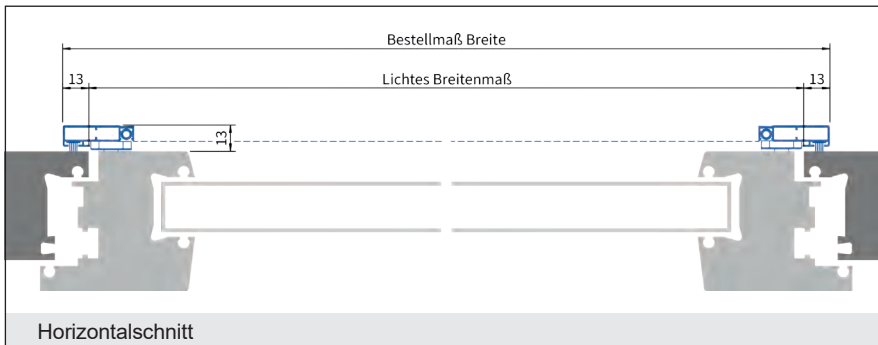 Bestellmaß Breite
13 Lichtes Breitenmaß 13
13
Horizontalschnitt